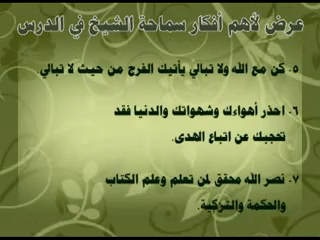 عرض لأهم أفكار سماحة الشيخ في الدرس
٥. كن مع الله ولا تبالي يأتيك الفرج من حيث لا تبالي
٦. احذر أهواءك وشهواتك والدنيا فقد
تحجبك عن اتباع الهدى.
٧. نصر الله محقق لمن تعلم وعلم الكتاب
والحكمة والتزكية.